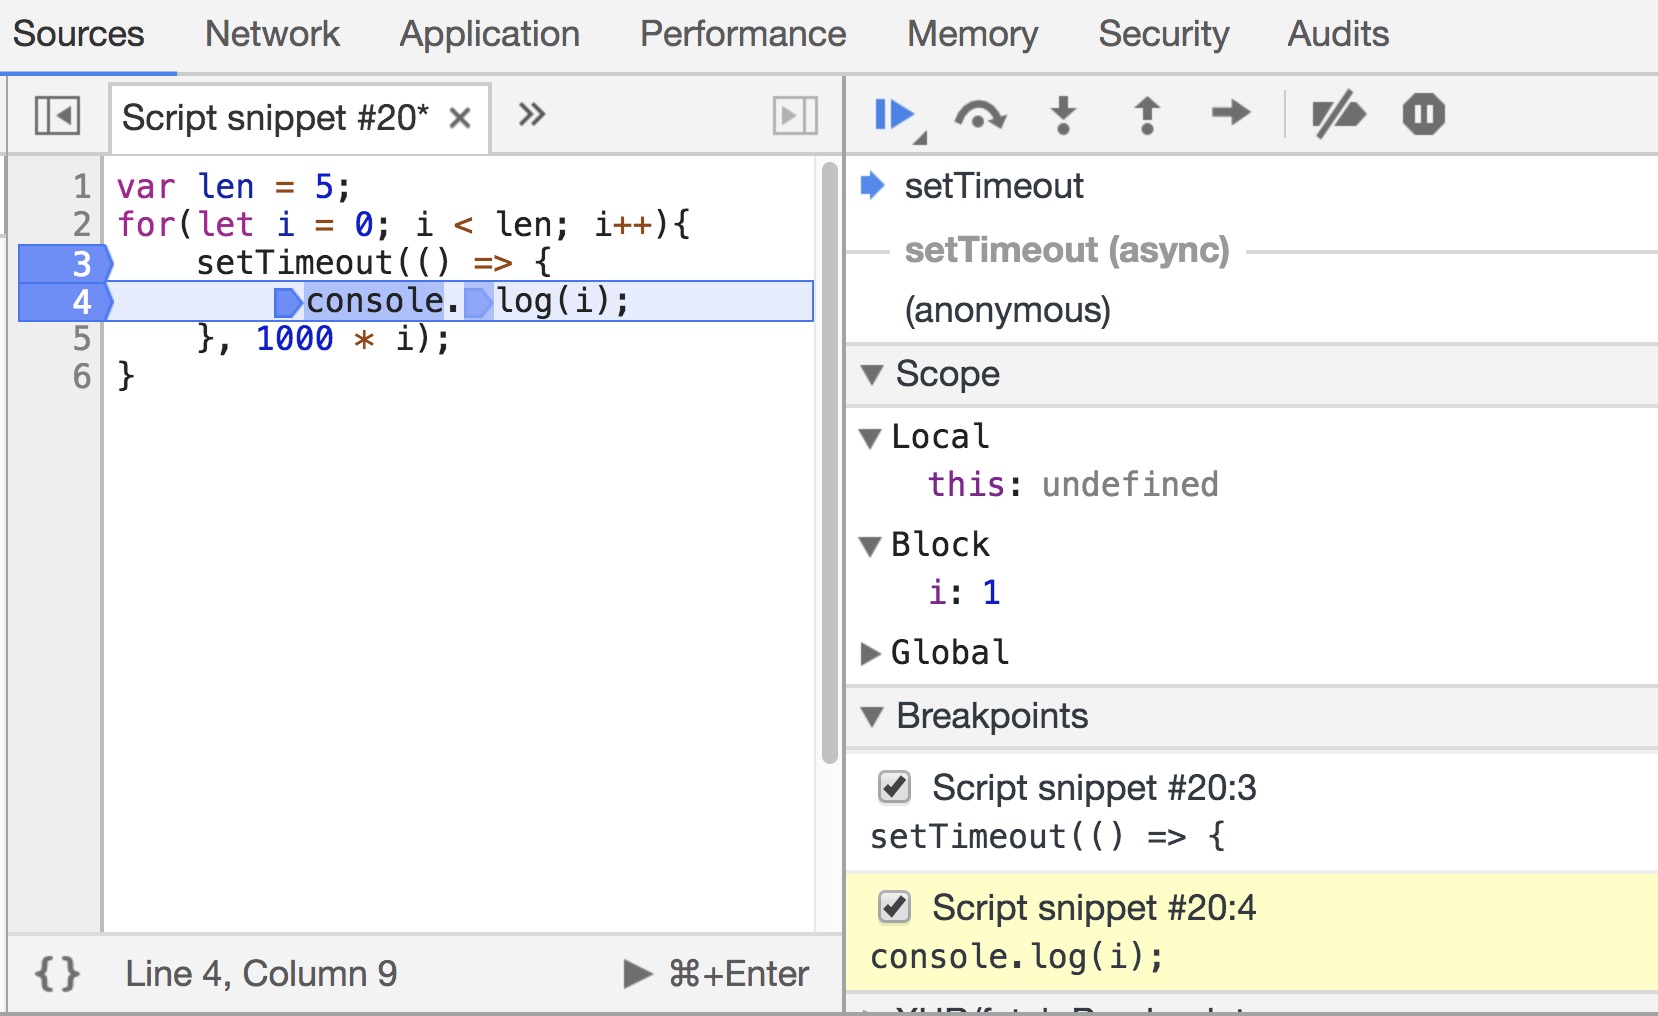 Sources Network Application Performance Memory Security Audits
Script snippet #20* × »
1 var len = 5;
2 for(let i = 0; i < len; i++){
3 setTimeout(() => {
4 console.log(i);
5 }, 1000 * i);
6 }
{} Line 4, Column 9 ⌘+Enter
setTimeout
setTimeout (async)
(anonymous)
Scope
Local
this: undefined
Block
i: 1
Global
Breakpoints
Script snippet #20:3
setTimeout(() => {
Script snippet #20:4
console.log(i);